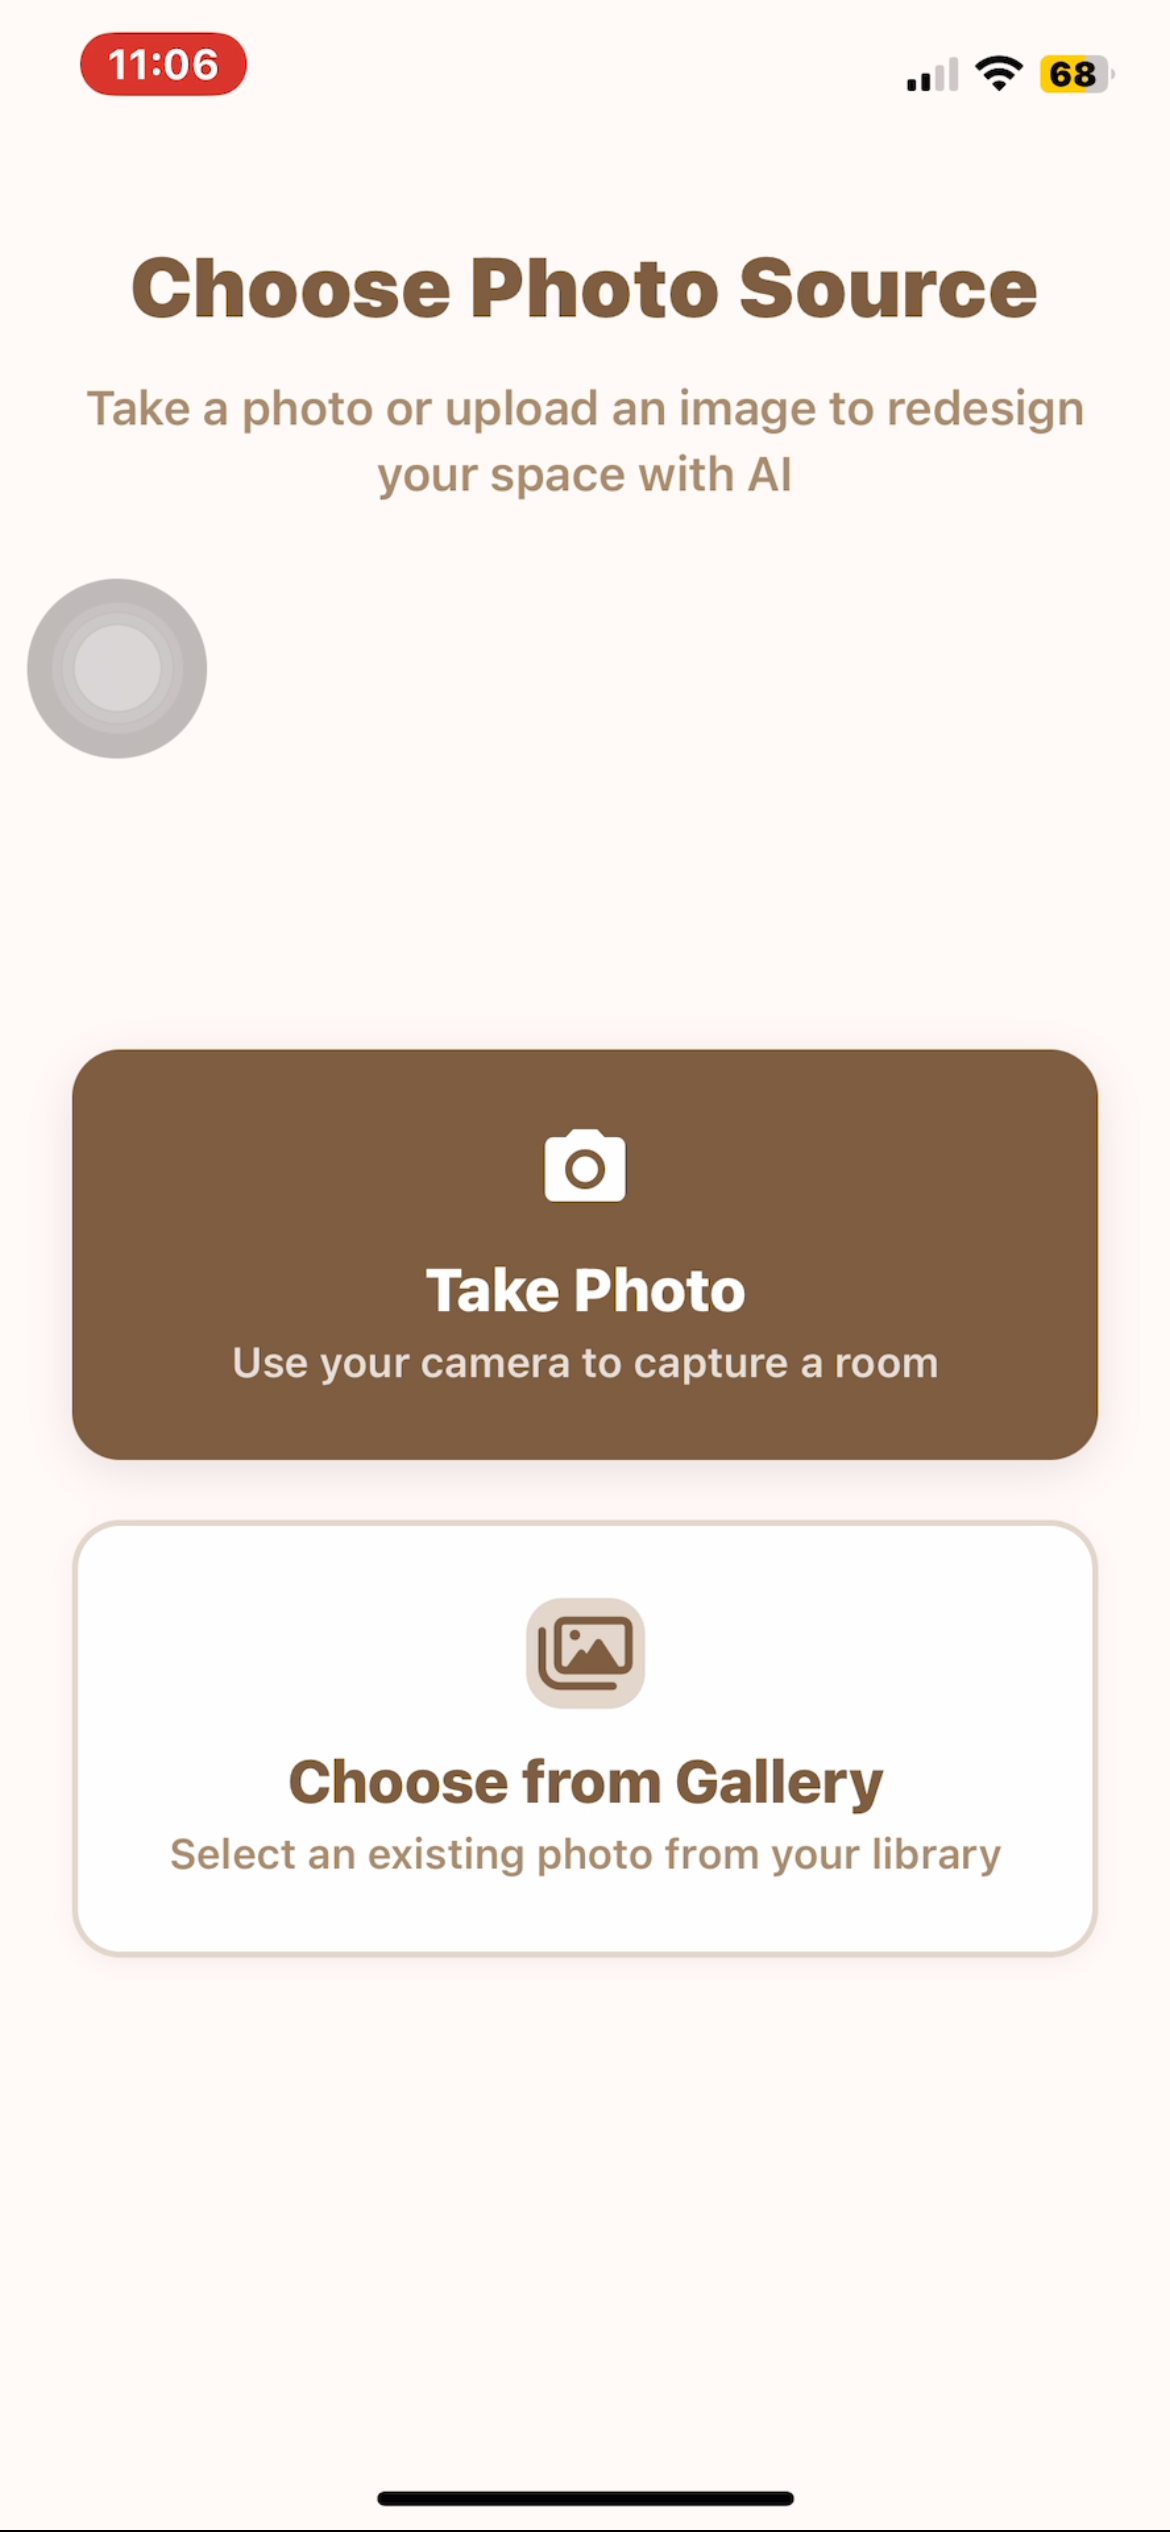 11:06
68
Choose Photo Source
Take a photo or upload an image to redesign
your space with AI
Take Photo
Use your camera to capture a room
Choose from Gallery
Select an existing photo from your library